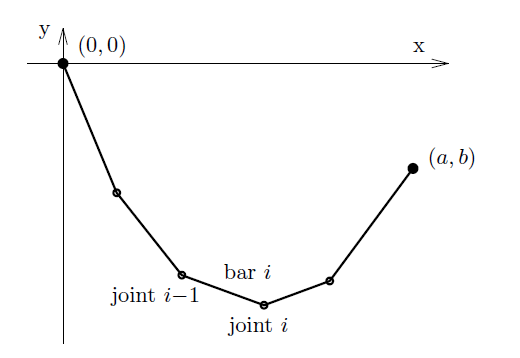 y
(0, 0)
x
(a, b)
bar i
joint i−1
joint i